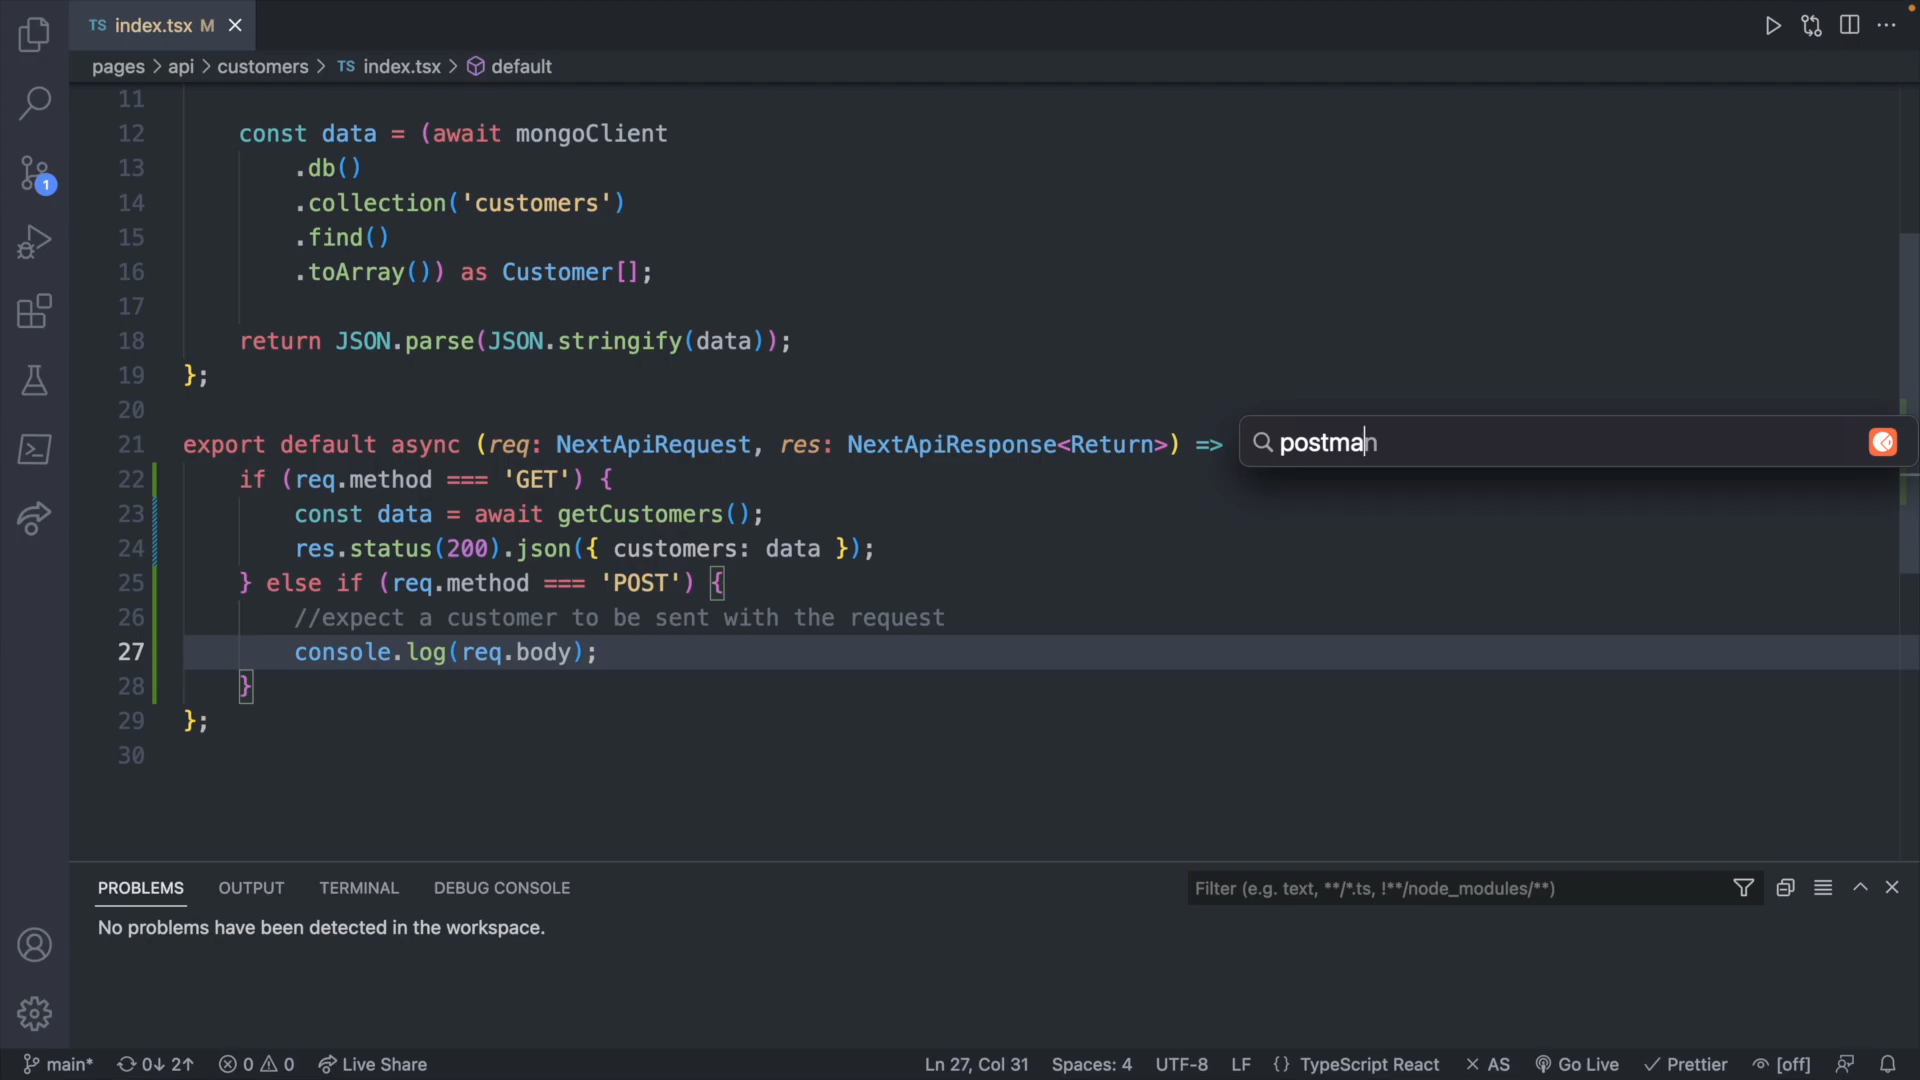 TS index.tsx M
pages > api > customers > TS index.tsx > default
11
12 const data = (await mongoClient
13 .db()
14 .collection('customers')
15 .find()
16 .toArray()) as Customer[];
17
18 return JSON.parse(JSON.stringify(data));
19 };
20
21 export default async (req: NextApiRequest, res: NextApiResponse<Return>) =>
postman
22 if (req.method === 'GET') {
23 const data = await getCustomers();
24 res.status(200).json({ customers: data });
25 } else if (req.method === 'POST') {
26 //expect a customer to be sent with the request
27 console.log(req.body);
28 }
29 };
30
1
PROBLEMS OUTPUT TERMINAL DEBUG CONSOLE
Filter (e.g. text, **/*.ts, !**/node_modules/**)
No problems have been detected in the workspace.
main* 0↓ 2↑ 0 0 Live Share
Ln 27, Col 31 Spaces: 4 UTF-8 LF {} TypeScript React × AS Go Live ✓ Prettier [off]